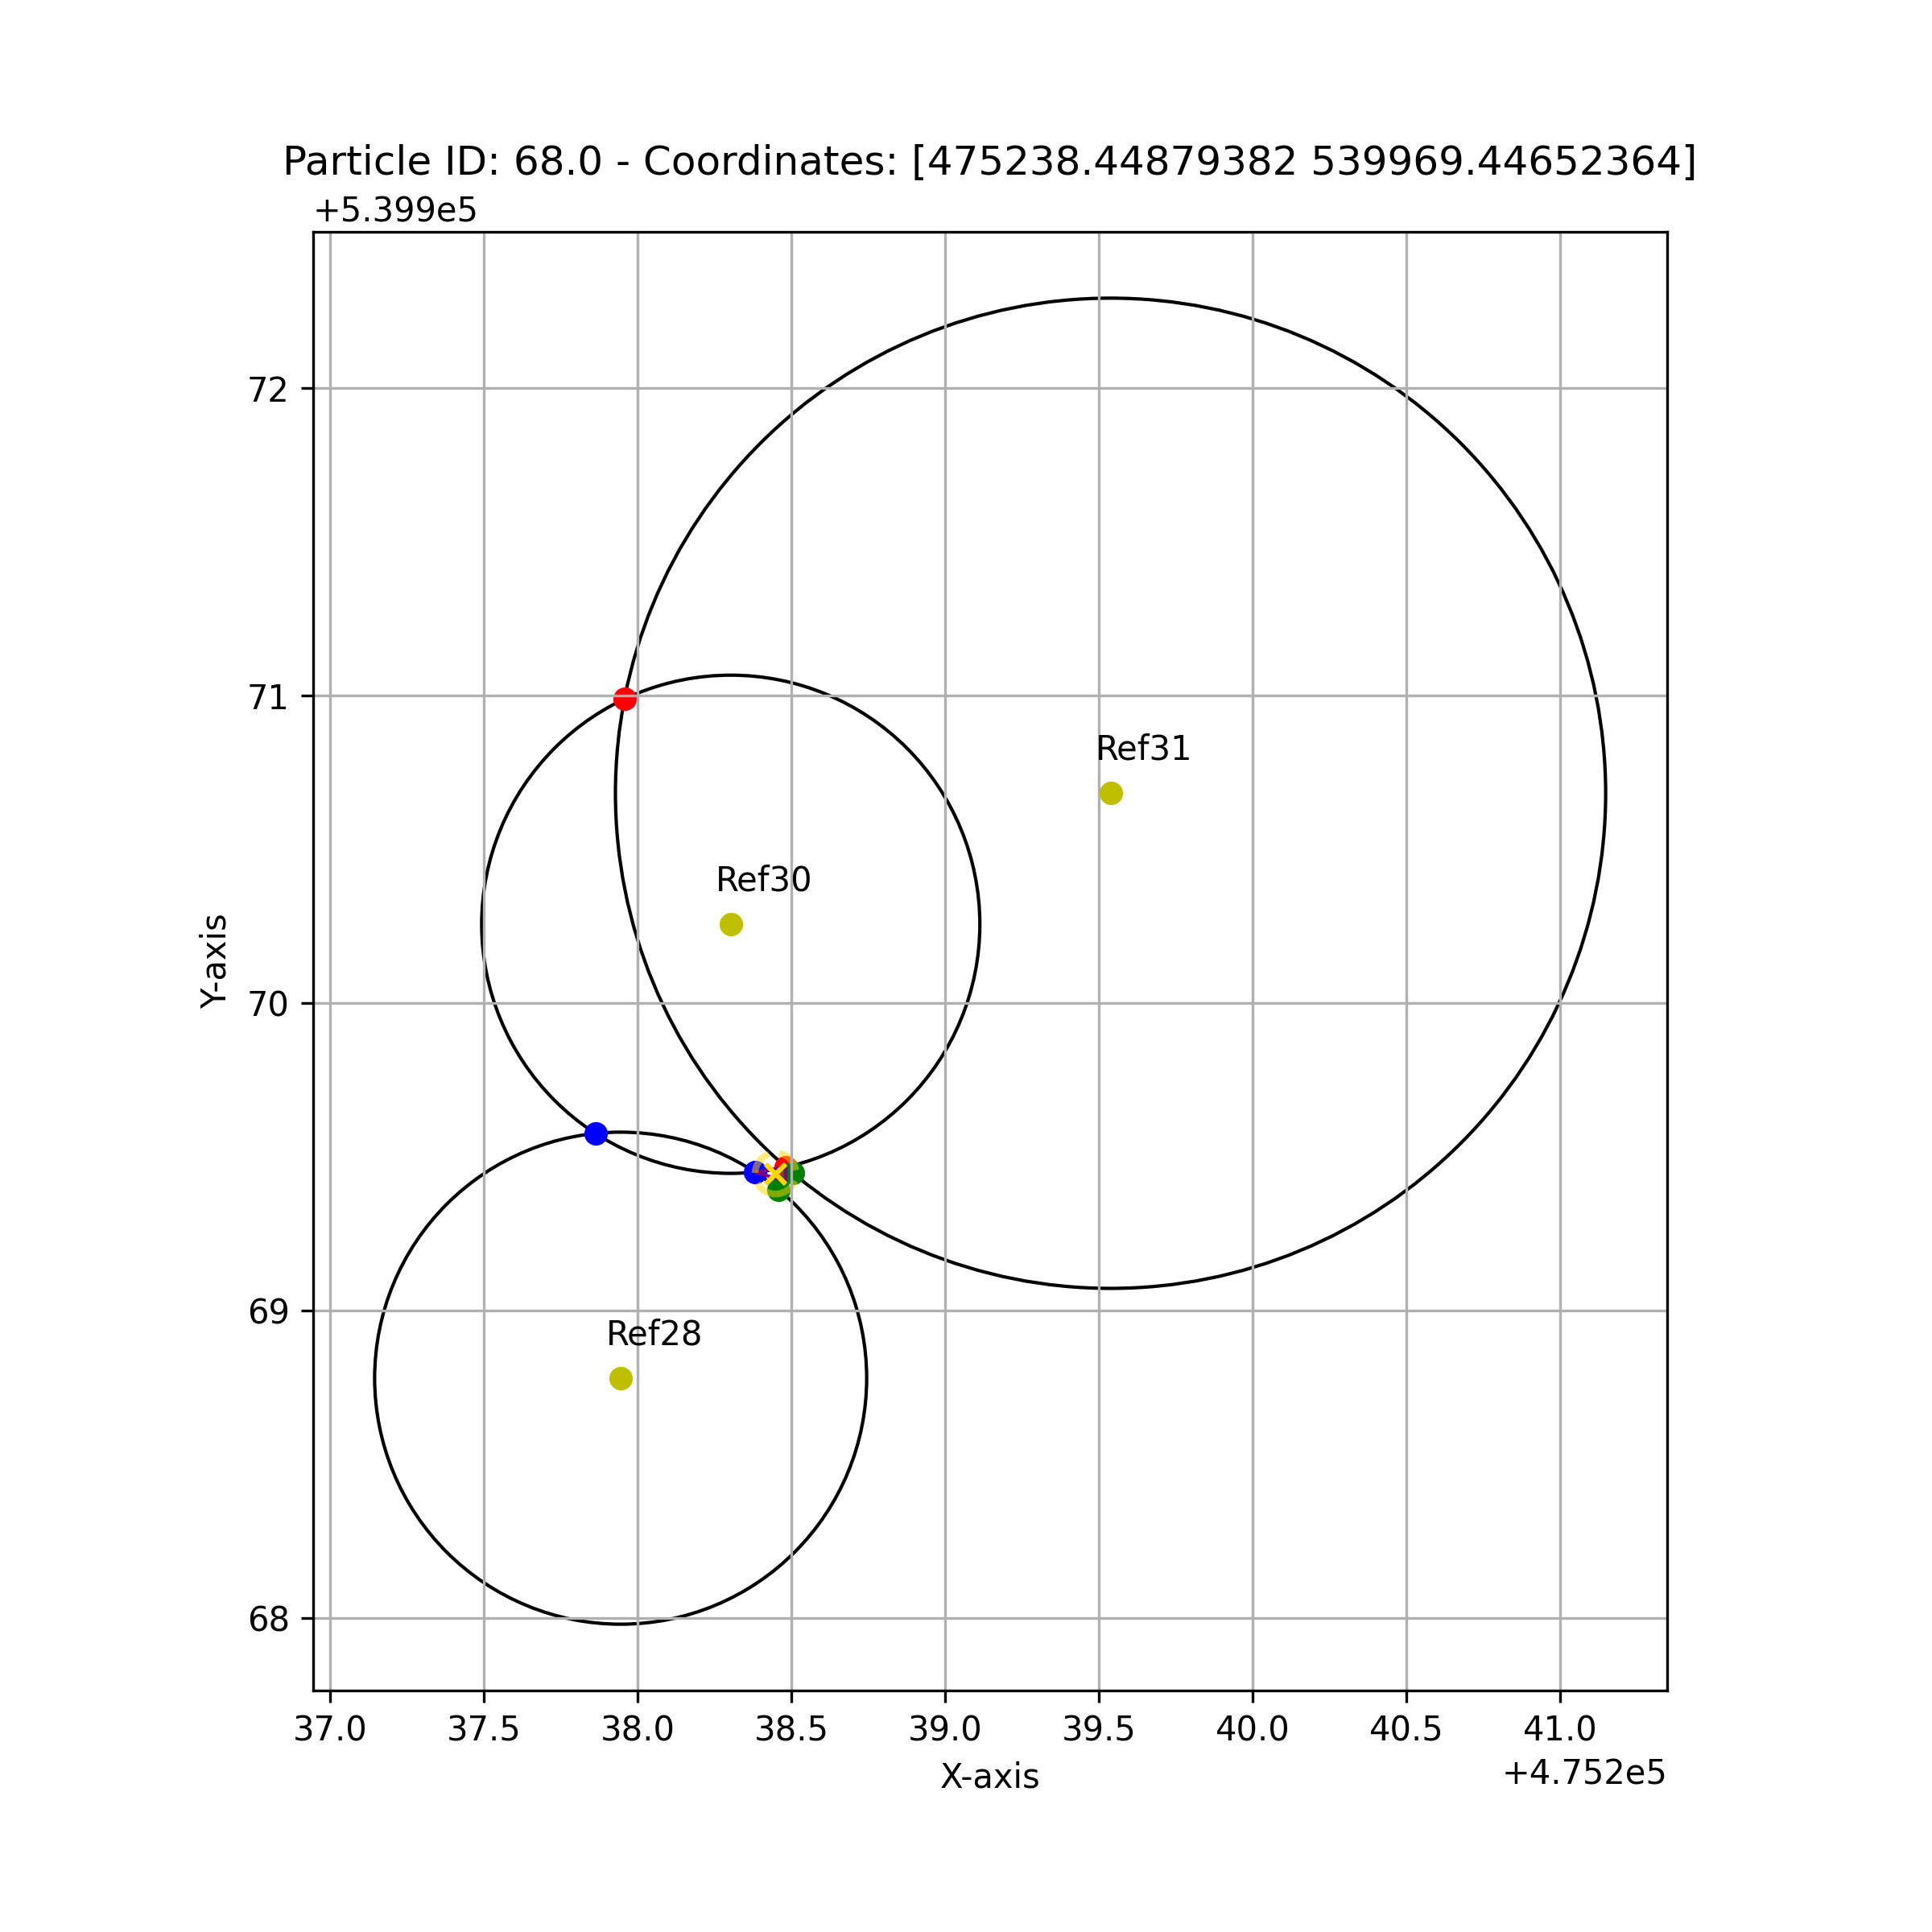 Particle ID: 68.0 - Coordinates: [475238.44879382 539969.44652364]
+5.399e5
72
71
Ref31
Ref30
Y-axis
70
69
Ref28
68
37.0 37.5 38.0 38.5 39.0 39.5 40.0 40.5 41.0
X-axis
+4.752e5